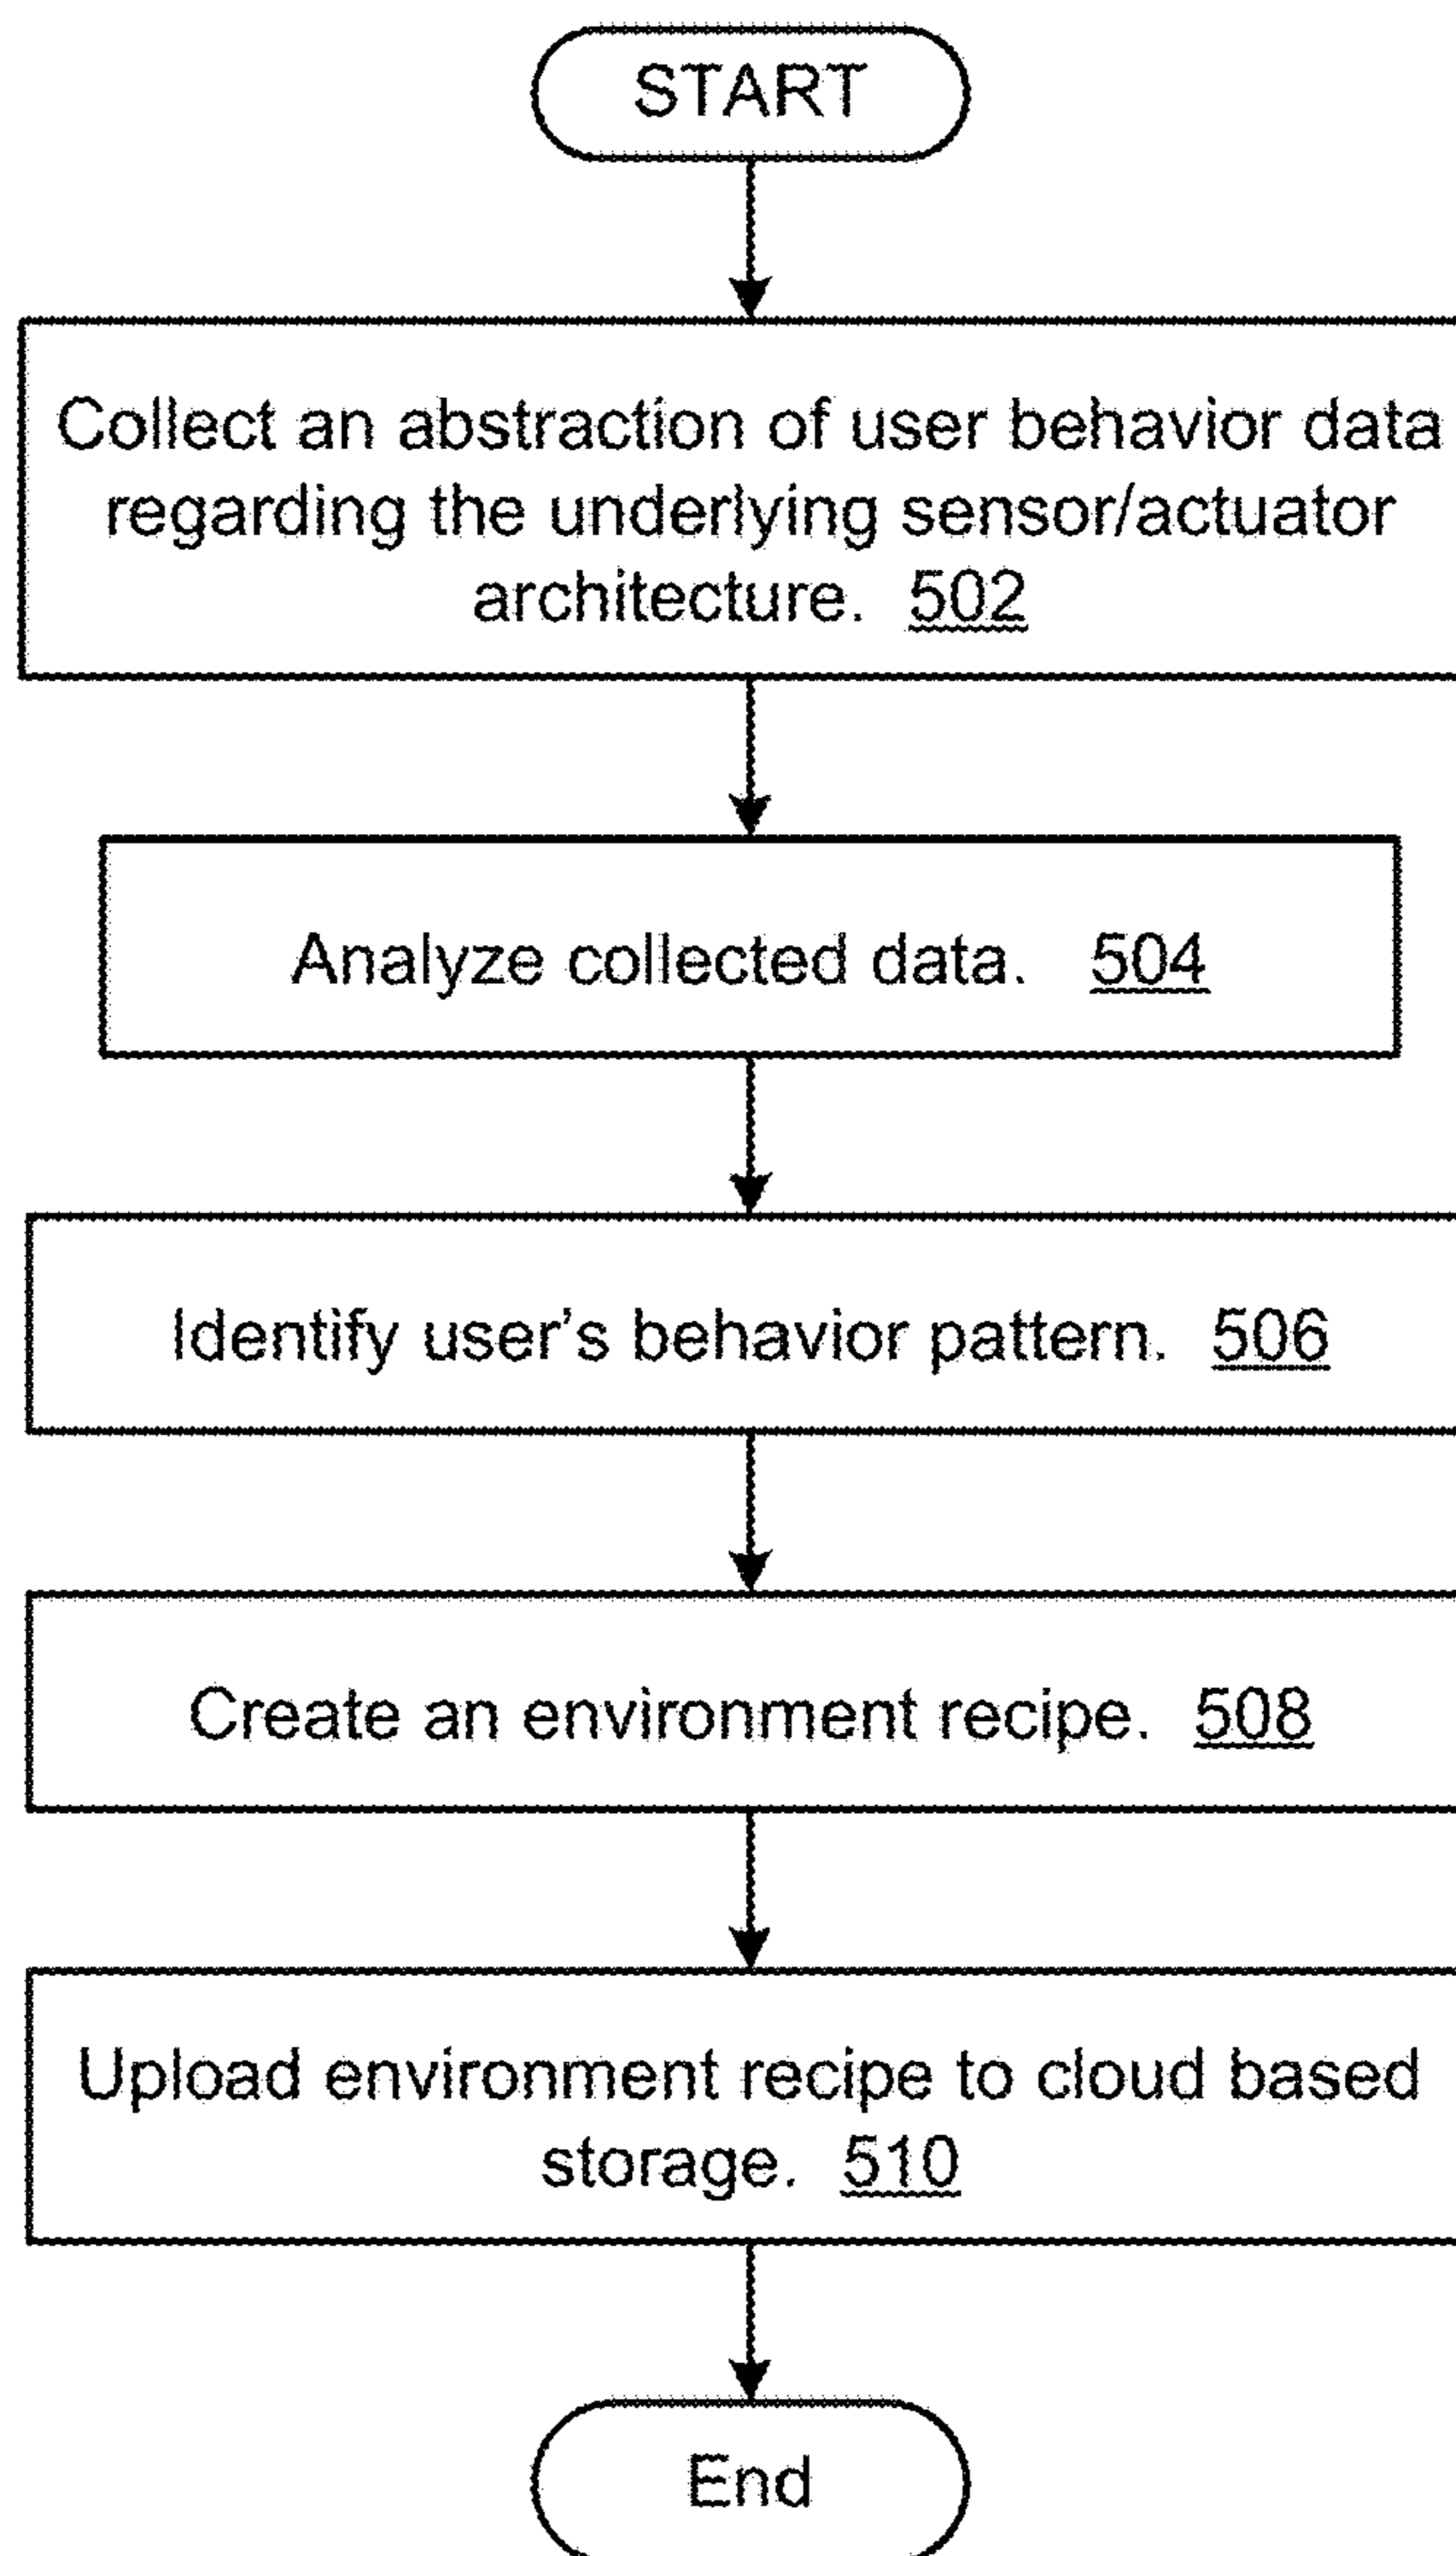 START
Collect an abstraction of user behavior data
regarding the underlying sensor/actuator
architecture. 502
Analyze collected data. 504
Identify user’s behavior pattern. 506
Create an environment recipe. 508
Upload environment recipe to cloud based
storage. 510
End